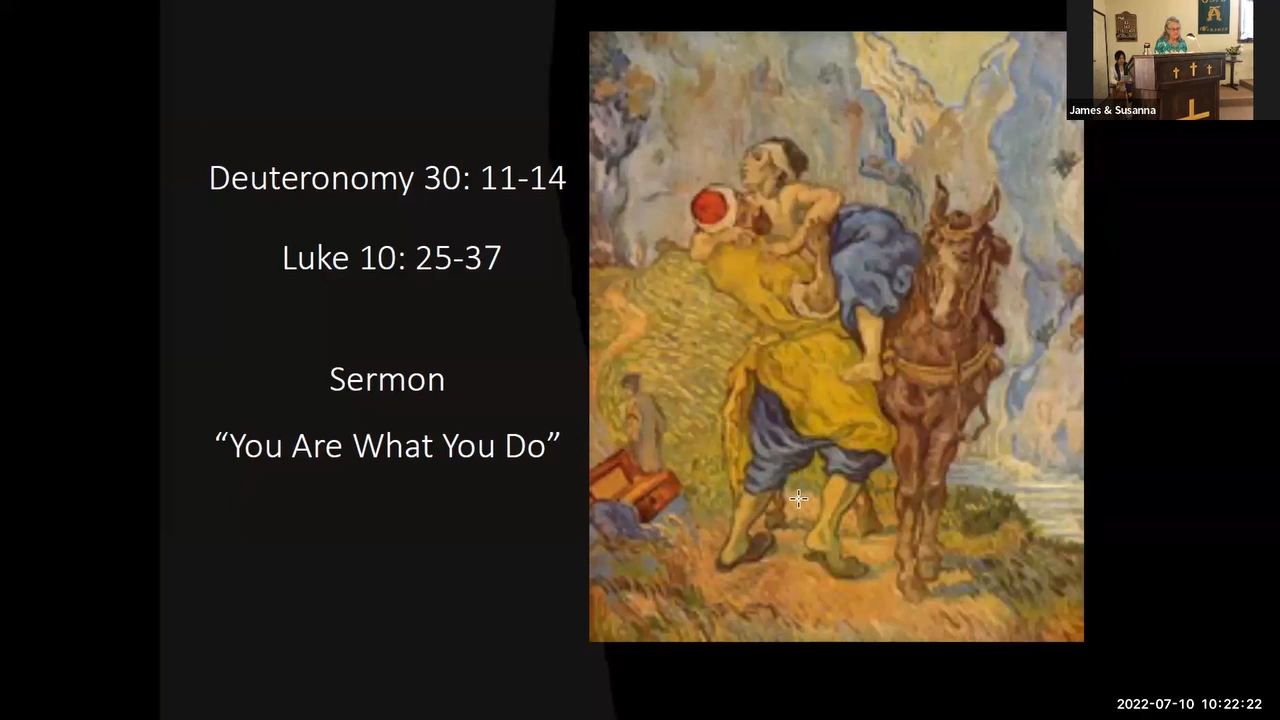 Deuteronomy 30: 11-14
Luke 10: 25-37
Sermon
“You Are What You Do”
James & Susanna
2022-07-10 10:22:22